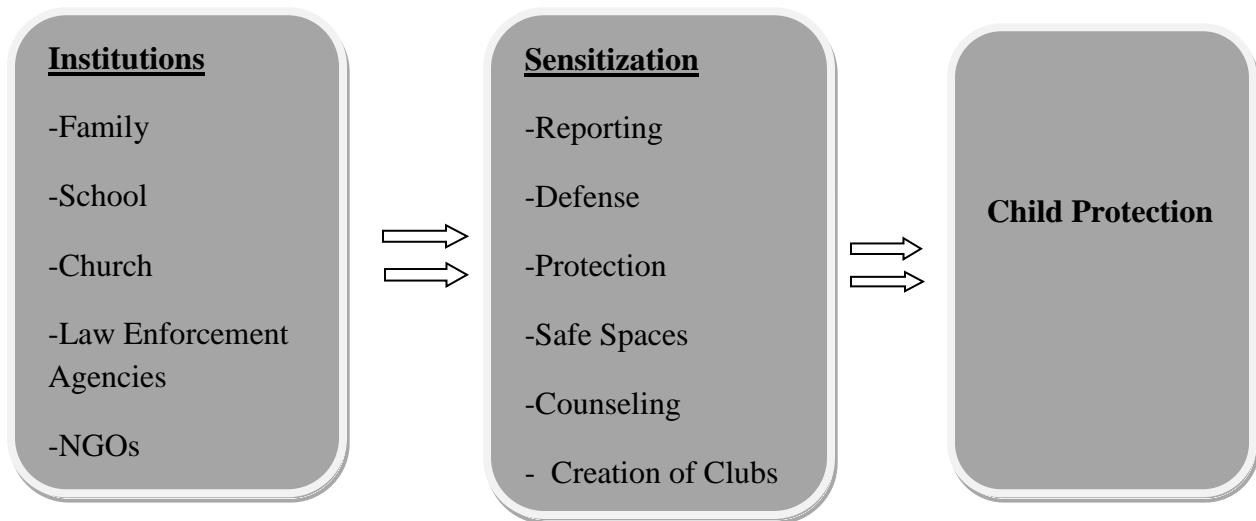 Institutions
-Family
-School
-Church
-Law Enforcement
Agencies
-NGOs
Sensitization
-Reporting
-Defense
-Protection
-Safe Spaces
-Counseling
- Creation of Clubs
Child Protection